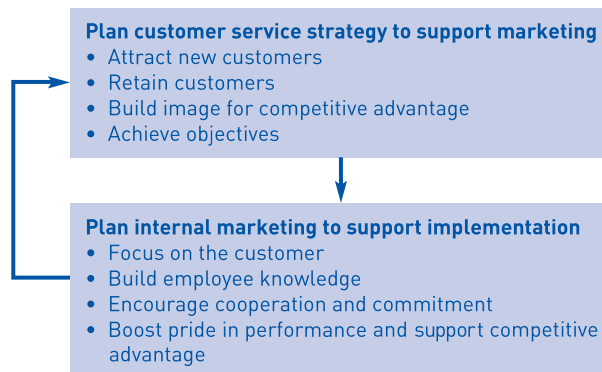 Plan customer service strategy to support marketing
• Attract new customers
• Retain customers
• Build image for competitive advantage
• Achieve objectives
Plan internal marketing to support implementation
• Focus on the customer
• Build employee knowledge
• Encourage cooperation and commitment
• Boost pride in performance and support competitive
advantage